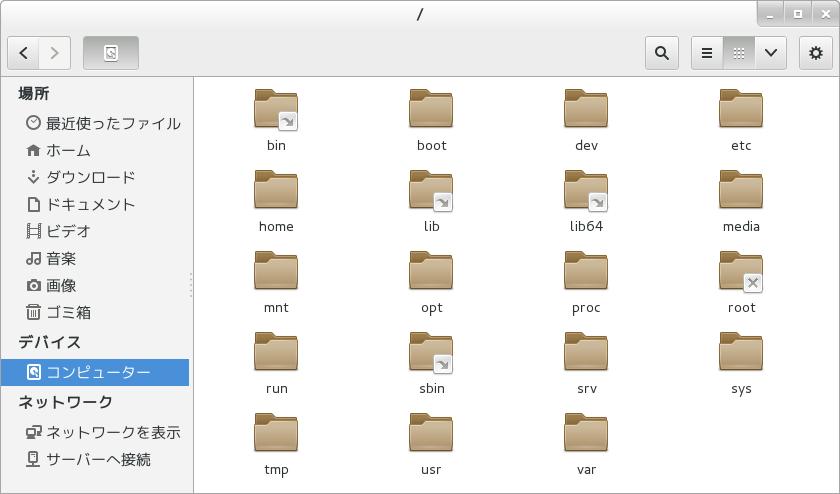 /
場所
最近使ったファイル
ホーム
ダウンロード
ドキュメント
ビデオ
音楽
画像
ゴミ箱
デバイス
コンピューター
ネットワーク
ネットワークを表示
サーバーへ接続
bin boot dev etc
home lib lib64 media
mnt opt proc root
run sbin srv sys
tmp usr var